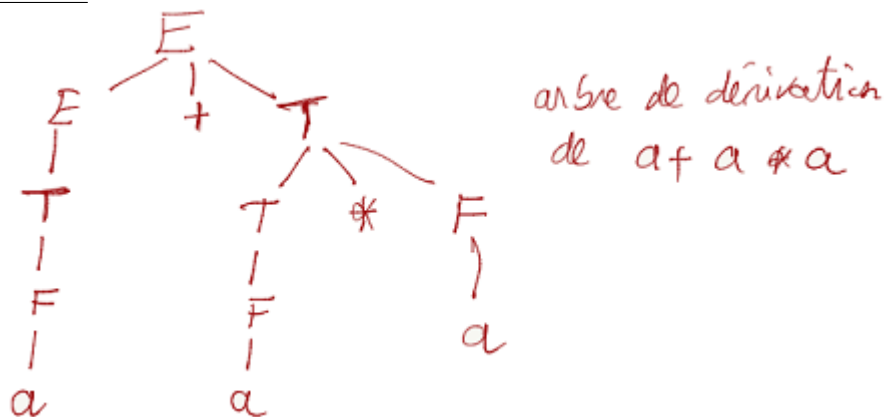 E
E + T
arbre de dérivation
de a + a * a
T T * F
F F a
a a